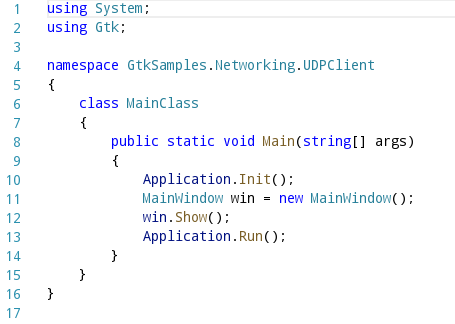 1 using System;
2 using Gtk;
3
4 namespace GtkSamples.Networking.UDPClient
5 {
6     class MainClass
7     {
8         public static void Main(string[] args)
9         {
10             Application.Init();
11             MainWindow win = new MainWindow();
12             win.Show();
13             Application.Run();
14         }
15     }
16 }
17